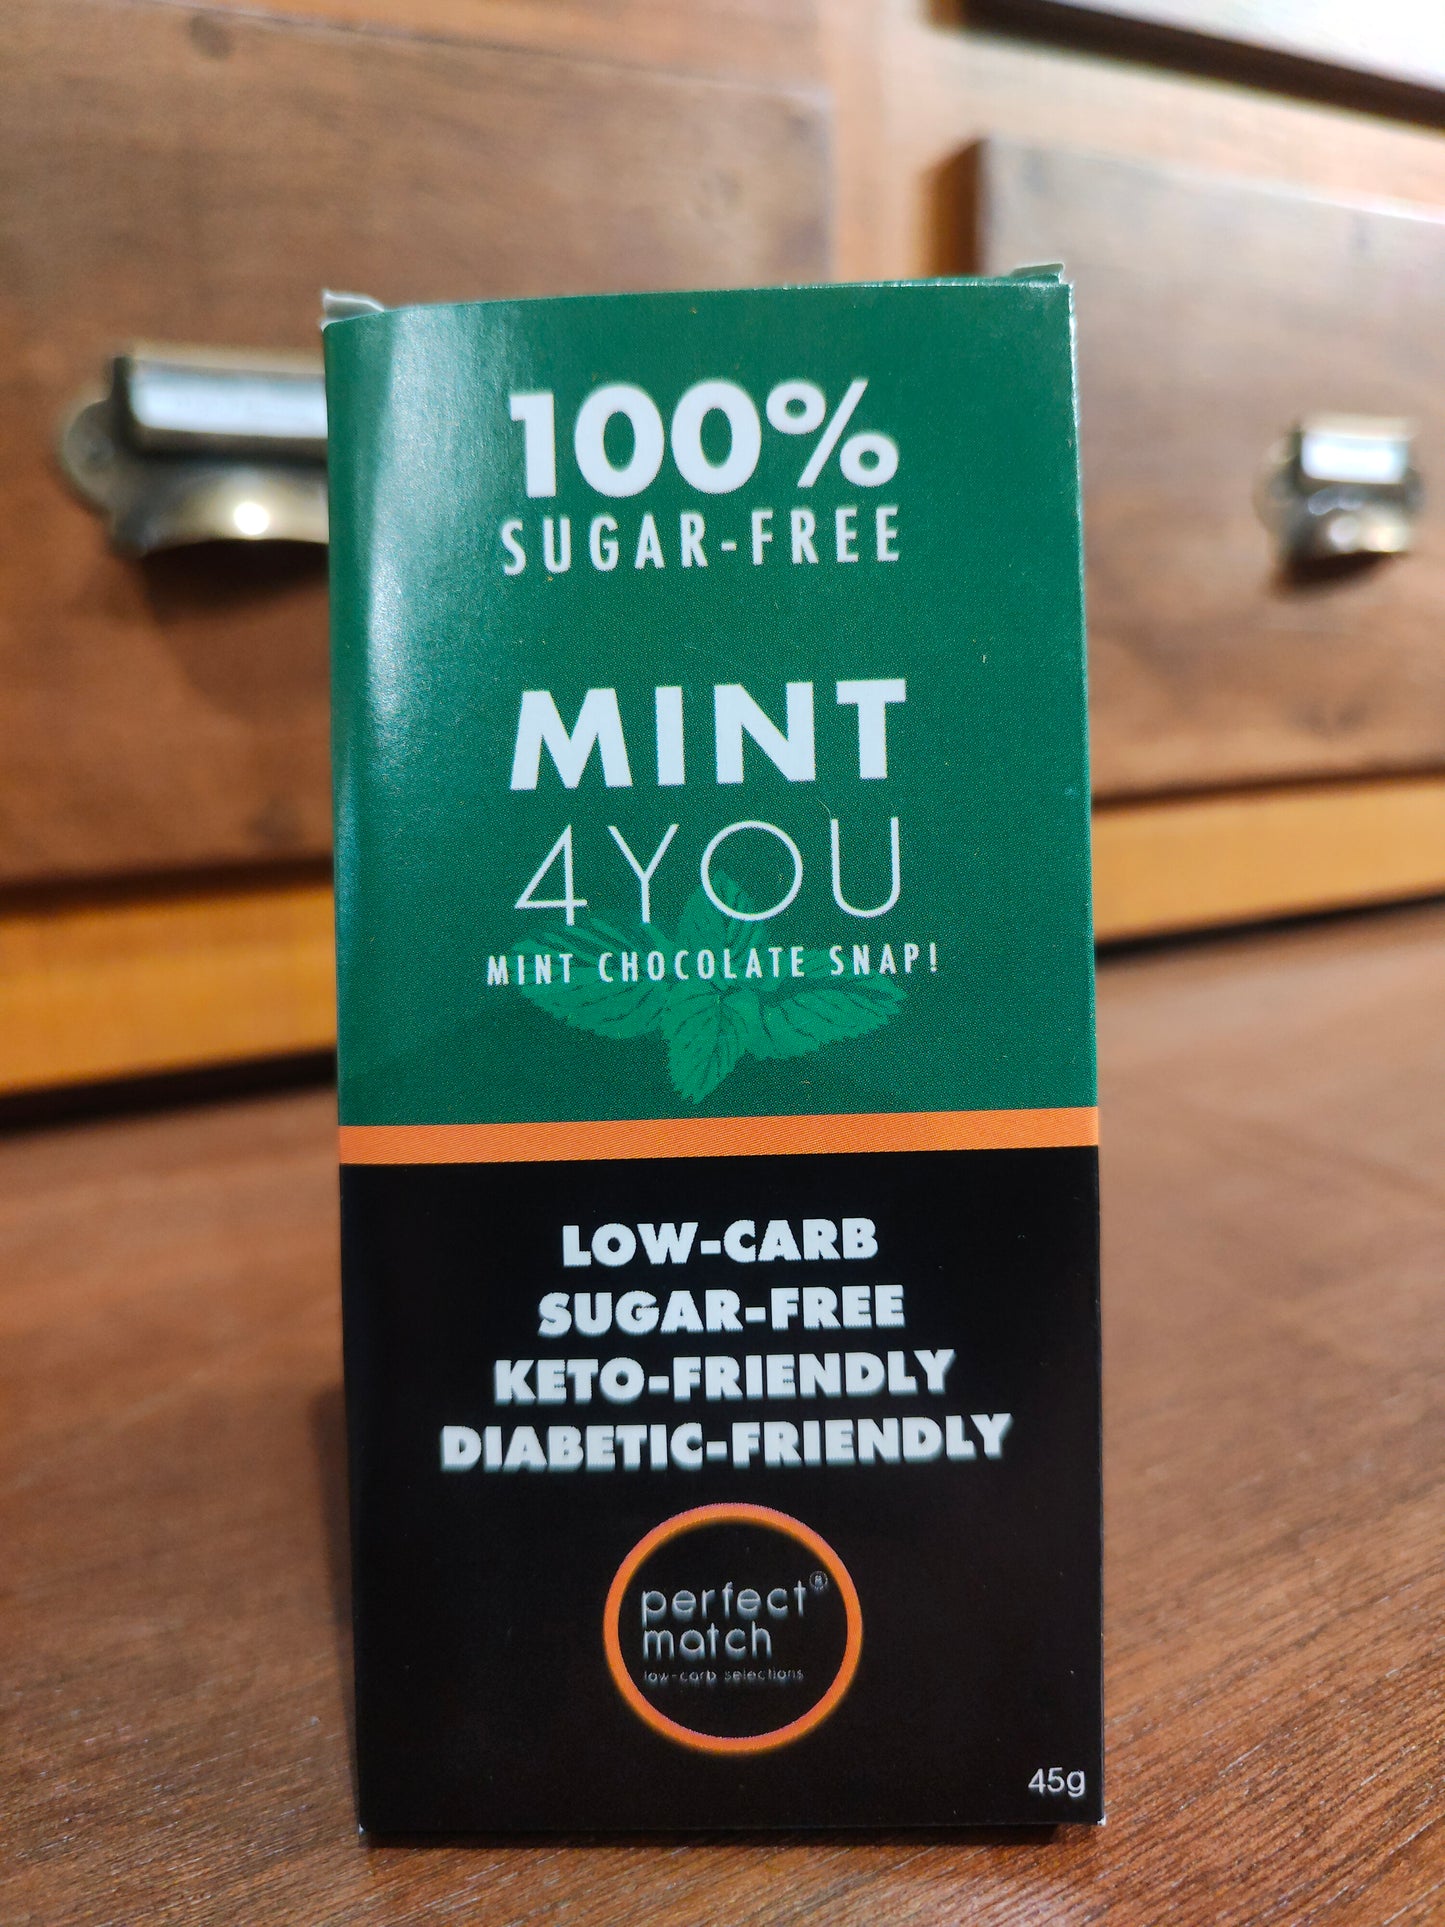 100%
SUGAR-FREE
MINT
4YOU
MINT CHOCOLATE SNAP!
LOW-CARB
SUGAR-FREE
KETO-FRIENDLY
DIABETIC-FRIENDLY
perfect®
match
low-carb selections
45g